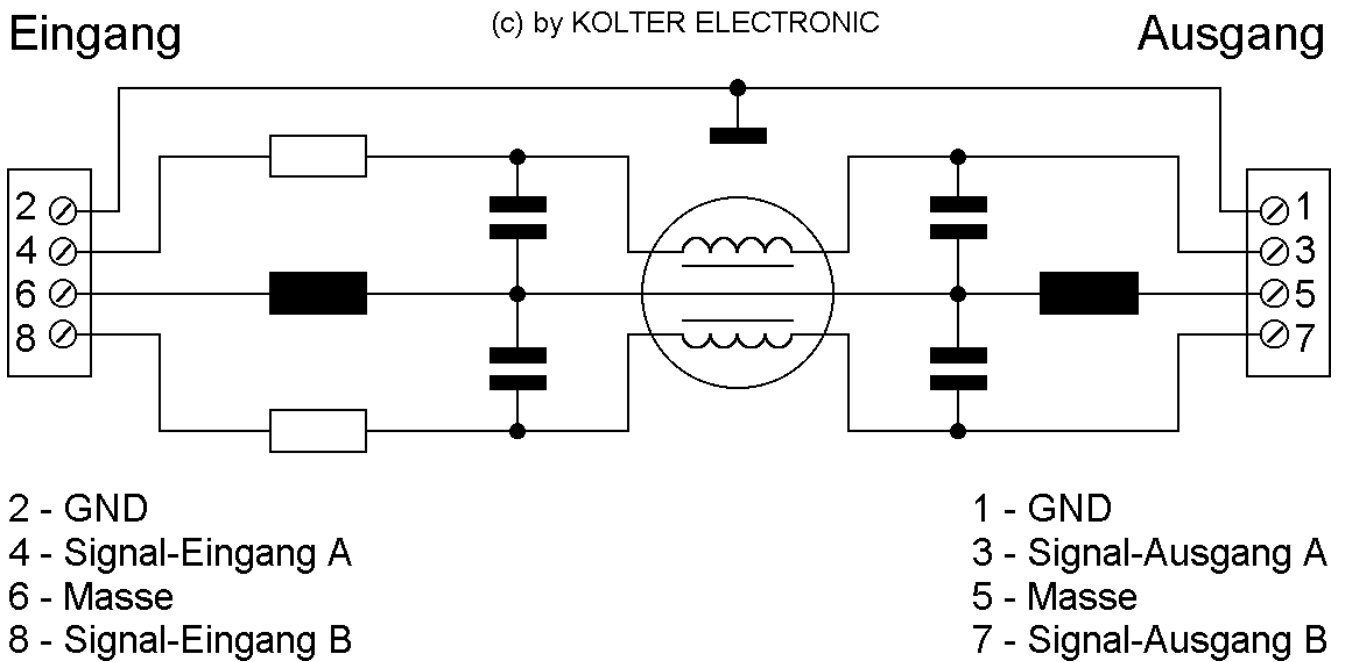 Eingang
(c) by KOLTER ELECTRONIC
Ausgang
2
4
6
8
1
3
5
7
2 - GND
4 - Signal-Eingang A
6 - Masse
8 - Signal-Eingang B
1 - GND
3 - Signal-Ausgang A
5 - Masse
7 - Signal-Ausgang B